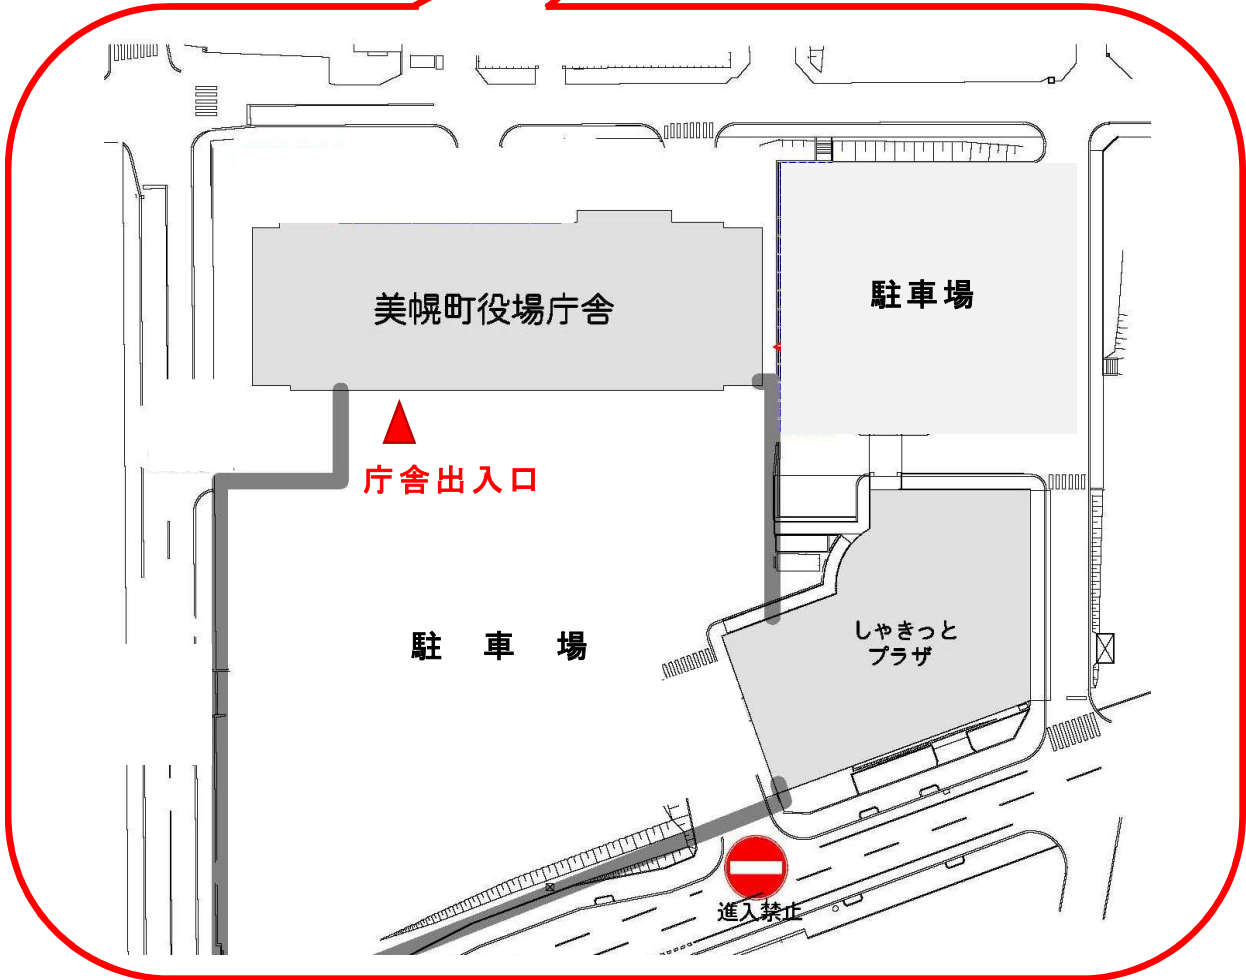 美幌町役場庁舎
駐車場
庁舎出入口
駐車場
しゃきっと
プラザ
進入禁止